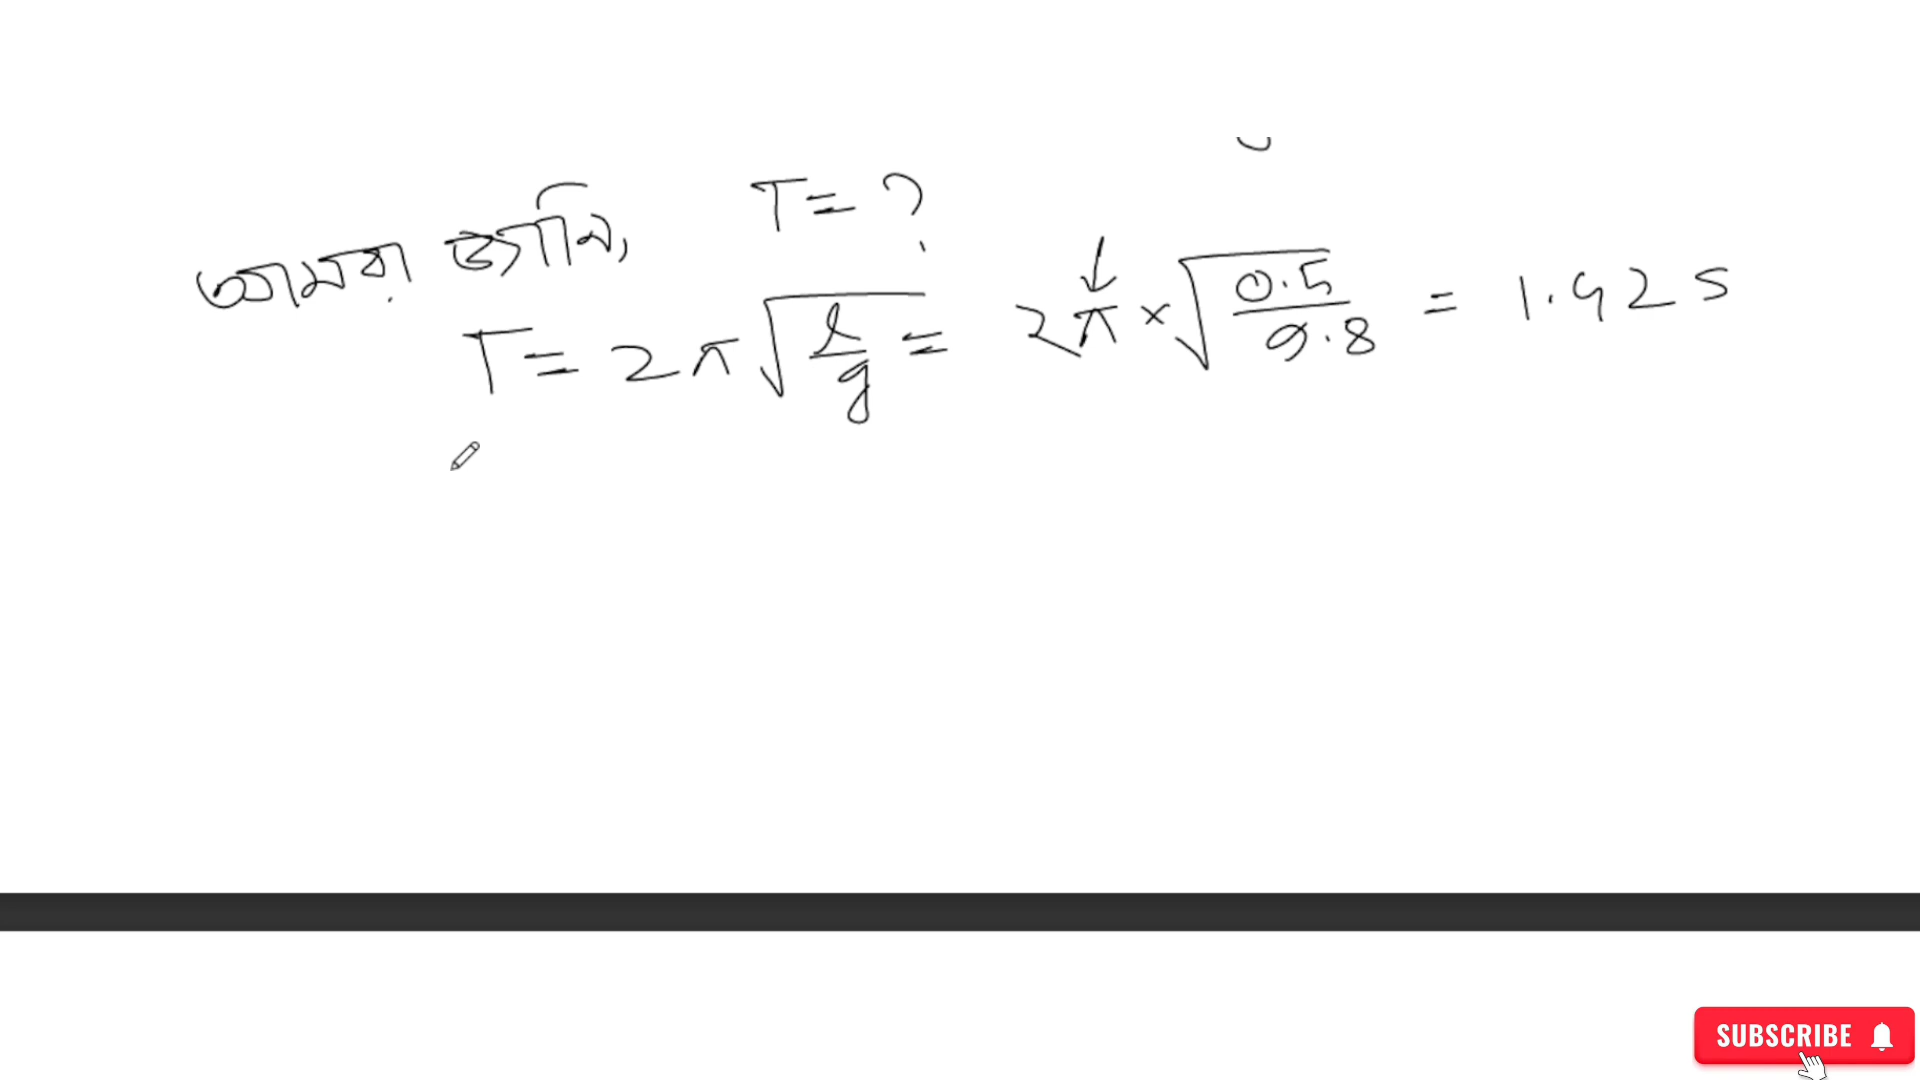 T = ?
আমরা জানি,
T = 2π√(l/g) = 2π × √(0.5/9.8) = 1.42 s
SUBSCRIBE